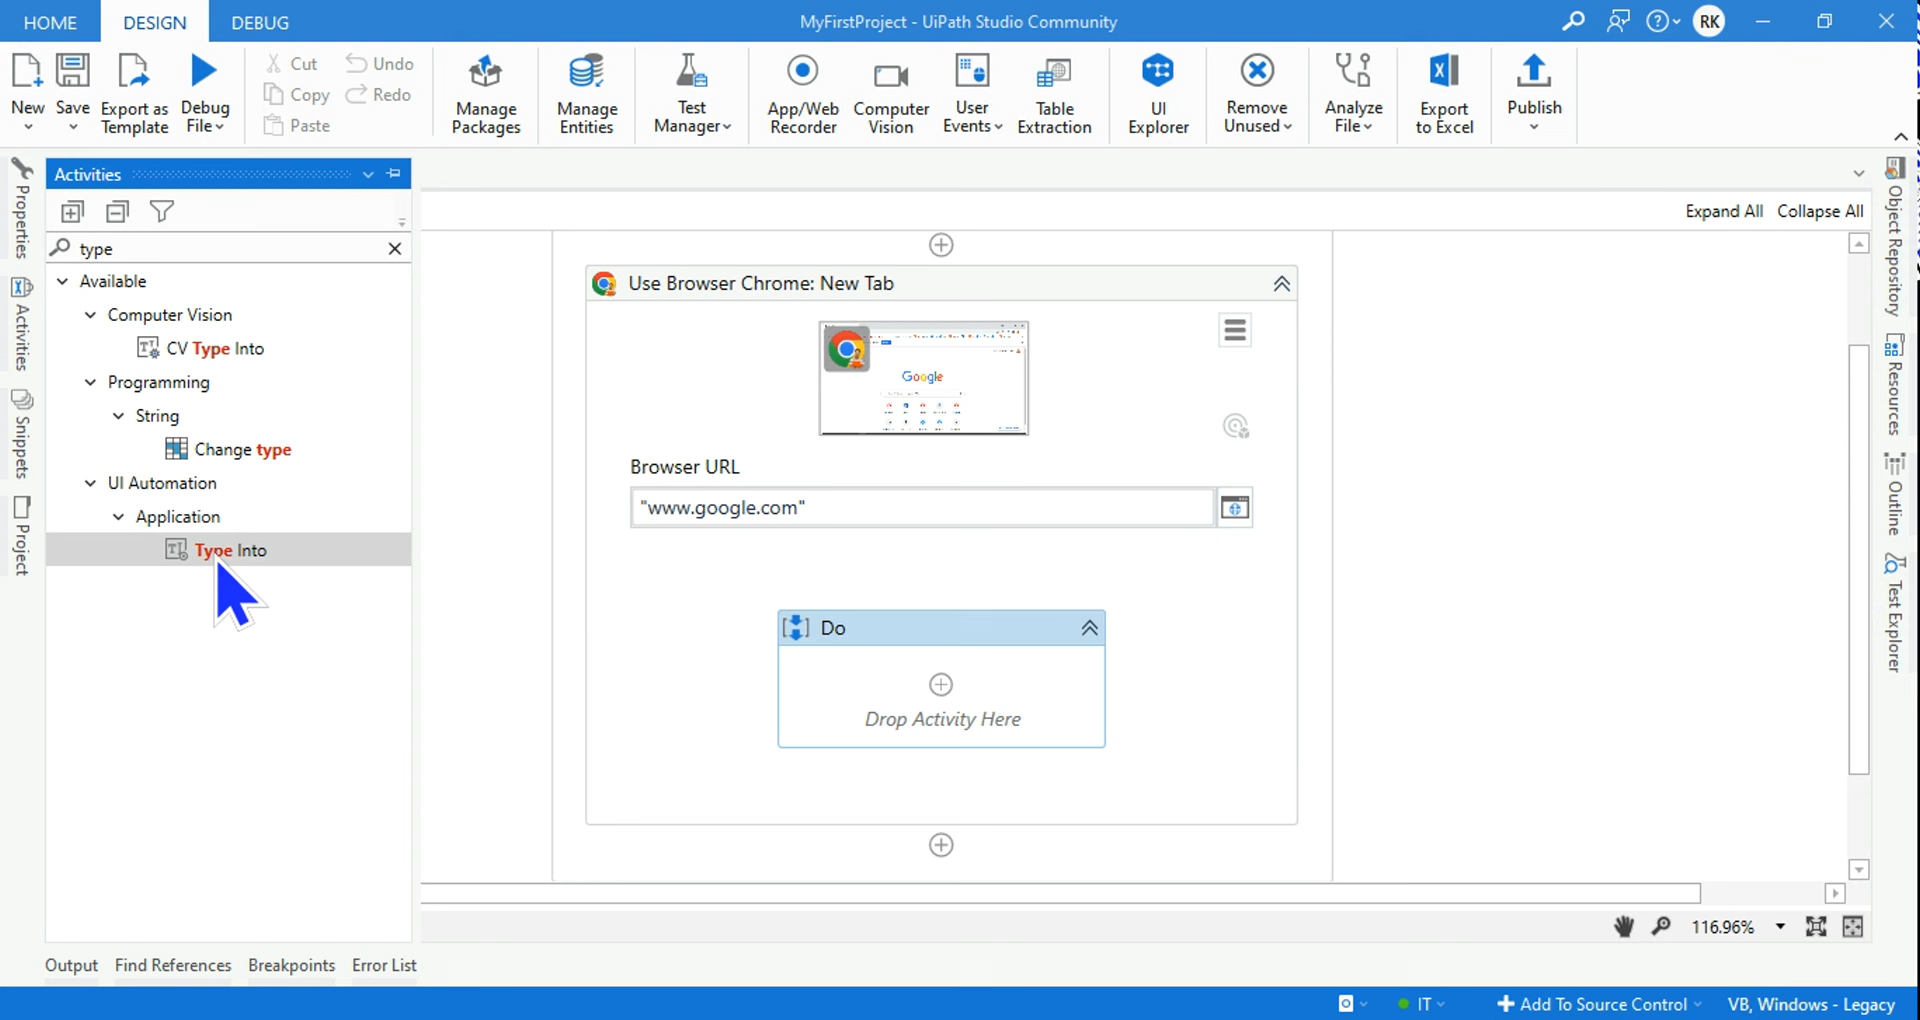 HOME DESIGN DEBUG MyFirstProject - UiPath Studio Community RK
New Save Export as Template Debug File Cut Copy Paste Undo Redo Manage Packages Manage Entities Test Manager App/Web Recorder Computer Vision User Events Table Extraction UI Explorer Remove Unused Analyze File Export to Excel Publish
Properties
Activities
Snippets
Project
Activities
type
Available
Computer Vision
CV Type Into
Programming
String
Change type
UI Automation
Application
Type Into
Expand All Collapse All
Use Browser Chrome: New Tab
Google
Browser URL
"www.google.com"
Do
Drop Activity Here
Object Repository
Resources
Outline
Test Explorer
116.96%
Output Find References Breakpoints Error List
IT Add To Source Control VB, Windows - Legacy